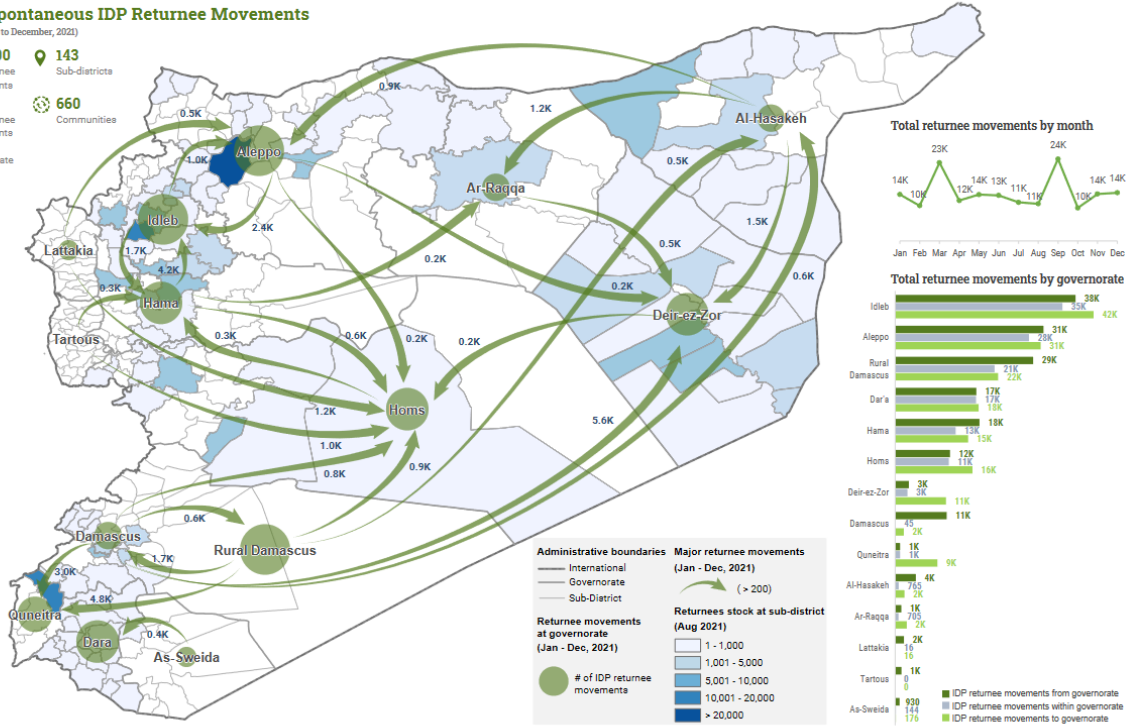 pontaneous IDP Returnee Movements
to December, 2021)
143
Sub-districts
660
Communities
0.9K
0.5K
1.2K
Al-Hasakeh
Aleppo
1.0K
0.5K
Ar-Raqqa
Idleb
2.4K
1.5K
Lattakia
1.7K
4.2K
0.2K
0.5K
0.6K
0.3K
Hama
0.2K
Deir-ez-Zor
Tartous
0.3K
0.6K
0.2K
0.2K
Homs
1.2K
1.0K
0.8K
0.9K
5.6K
0.6K
Damascus
Rural Damascus
1.7K
3.0K
4.8K
Quneitra
Dara
0.4K
As-Sweida
Administrative boundaries
International
Governorate
Sub-District
Returnee movements
at governorate
(Jan - Dec, 2021)
# of IDP returnee
movements
Major returnee movements
(Jan - Dec, 2021)
(> 200)
Returnees stock at sub-district
(Aug 2021)
1 - 1,000
1,001 - 5,000
5,001 - 10,000
10,001 - 20,000
> 20,000
Total returnee movements by month
14K 10K 23K 12K 14K 13K 11K 11K 24K 10K 14K 14K
Jan Feb Mar Apr May Jun Jul Aug Sep Oct Nov Dec
Total returnee movements by governorate
Idleb
38K
35K
42K
Aleppo
31K
28K
31K
Rural
Damascus
29K
21K
22K
Dar'a
17K
17K
18K
Hama
18K
13K
15K
Homs
12K
11K
16K
Deir-ez-Zor
3K
3K
11K
Damascus
11K
45
2K
Quneitra
1K
1K
9K
Al-Hasakeh
4K
765
2K
Ar-Raqqa
1K
705
2K
Lattakia
2K
16
16
Tartous
1K
0
0
As-Sweida
930
144
176
IDP returnee movements from governorate
IDP returnee movements within governorate
IDP returnee movements to governorate